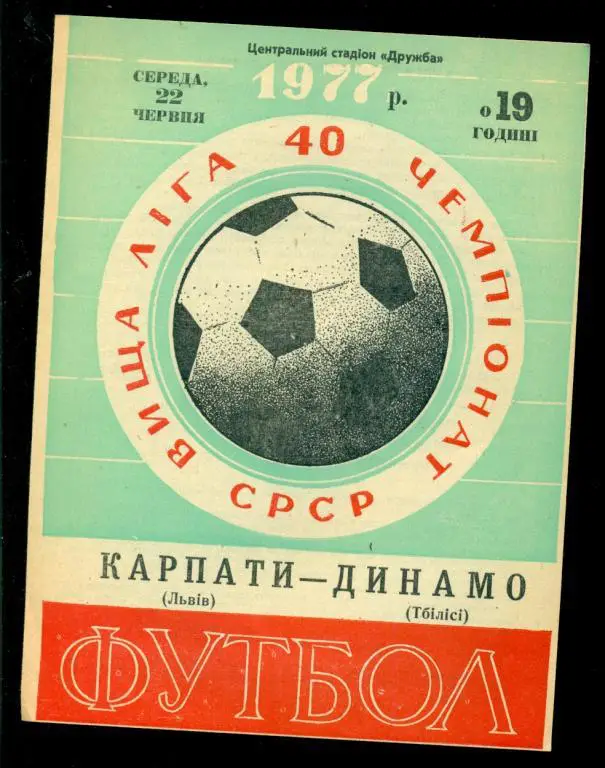 Центральний стадіон «Дружба»
СЕРЕДА,
22
ЧЕРВНЯ
1977 р.
о 19
ГОДИНІ
40 ЧЕМПІОНАТ
СРСР
ВИЩА ЛІГА
КАРПАТИ—ДИНАМО
(Львів)
(Тбілісі)
ФУТБОЛ